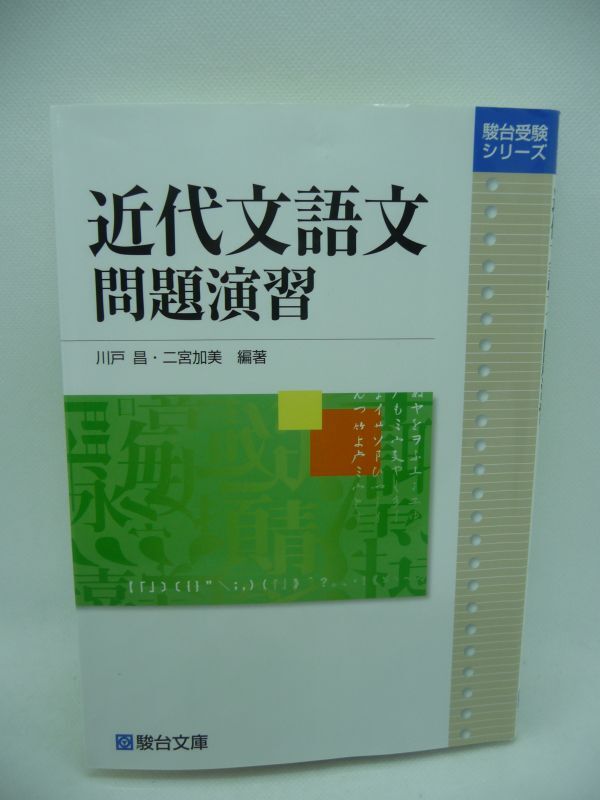 駿台受験
シリーズ
近代文語文
問題演習
川戸 昌・二宮加美 編著
駿台文庫